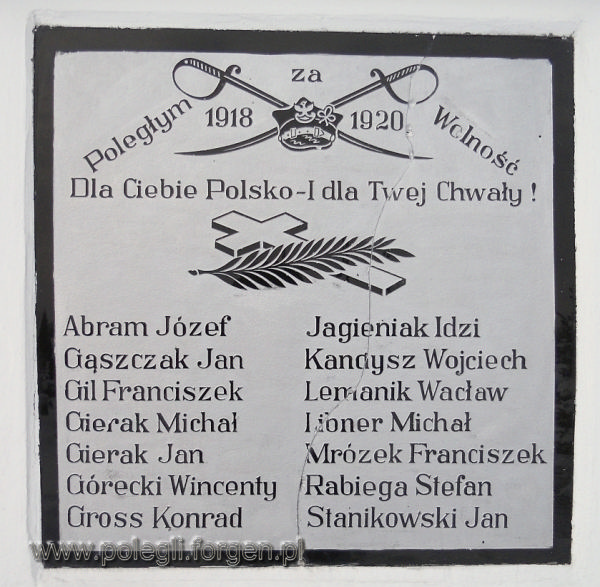 Poległym za Wolność
1918 1920
Dla Ciebie Polsko-I dla Twej Chwały !
Abram Józef
Gąszczak Jan
Gil Franciszek
Gierak Michał
Gierak Jan
Górecki Wincenty
Gross Konrad
Jagieniak Idzi
Kandysz Wojciech
Lemanik Wacław
Michał
Mrózek Franciszek
Rabiega Stefan
Stanikowski Jan
www.polegli.forgen.pl